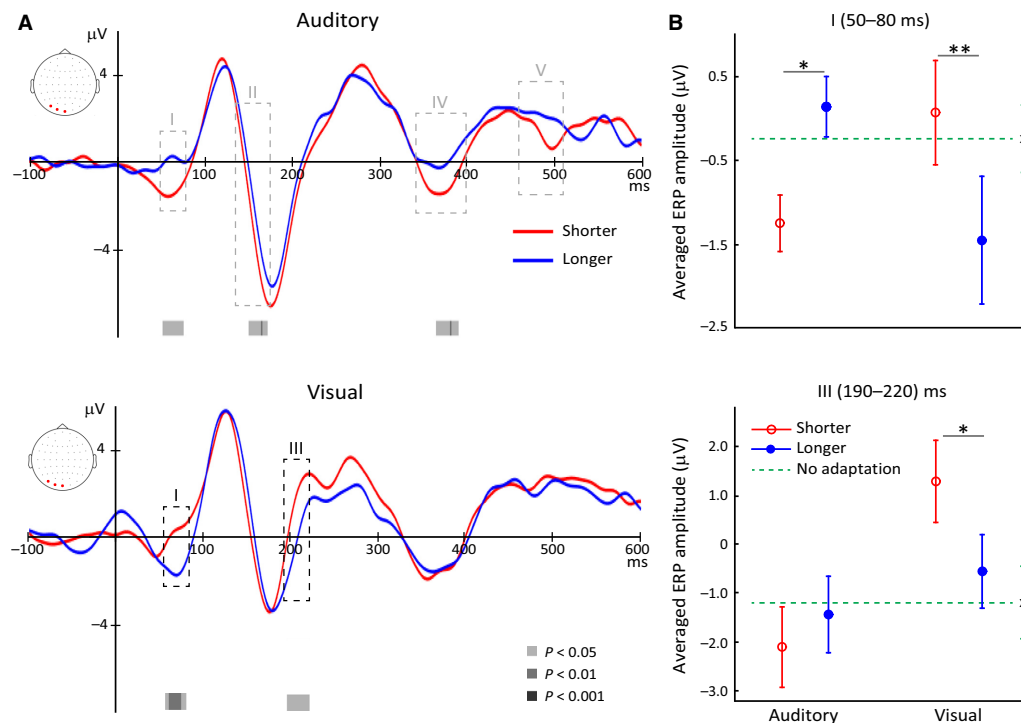 A
Auditory
μV
4
I
II
IV
V
−100
100
200
300
400
500
600
ms
−4
Shorter
Longer
Visual
μV
4
I
III
−100
100
200
300
400
500
600
ms
−4
P < 0.05
P < 0.01
P < 0.001
B
I (50–80 ms)
Averaged ERP amplitude (μV)
0.5
−0.5
−1.5
−2.5
*
**
III (190–220) ms
Averaged ERP amplitude (μV)
2.0
1.0
0
−1.0
−2.0
−3.0
Shorter
Longer
No adaptation
*
Auditory
Visual